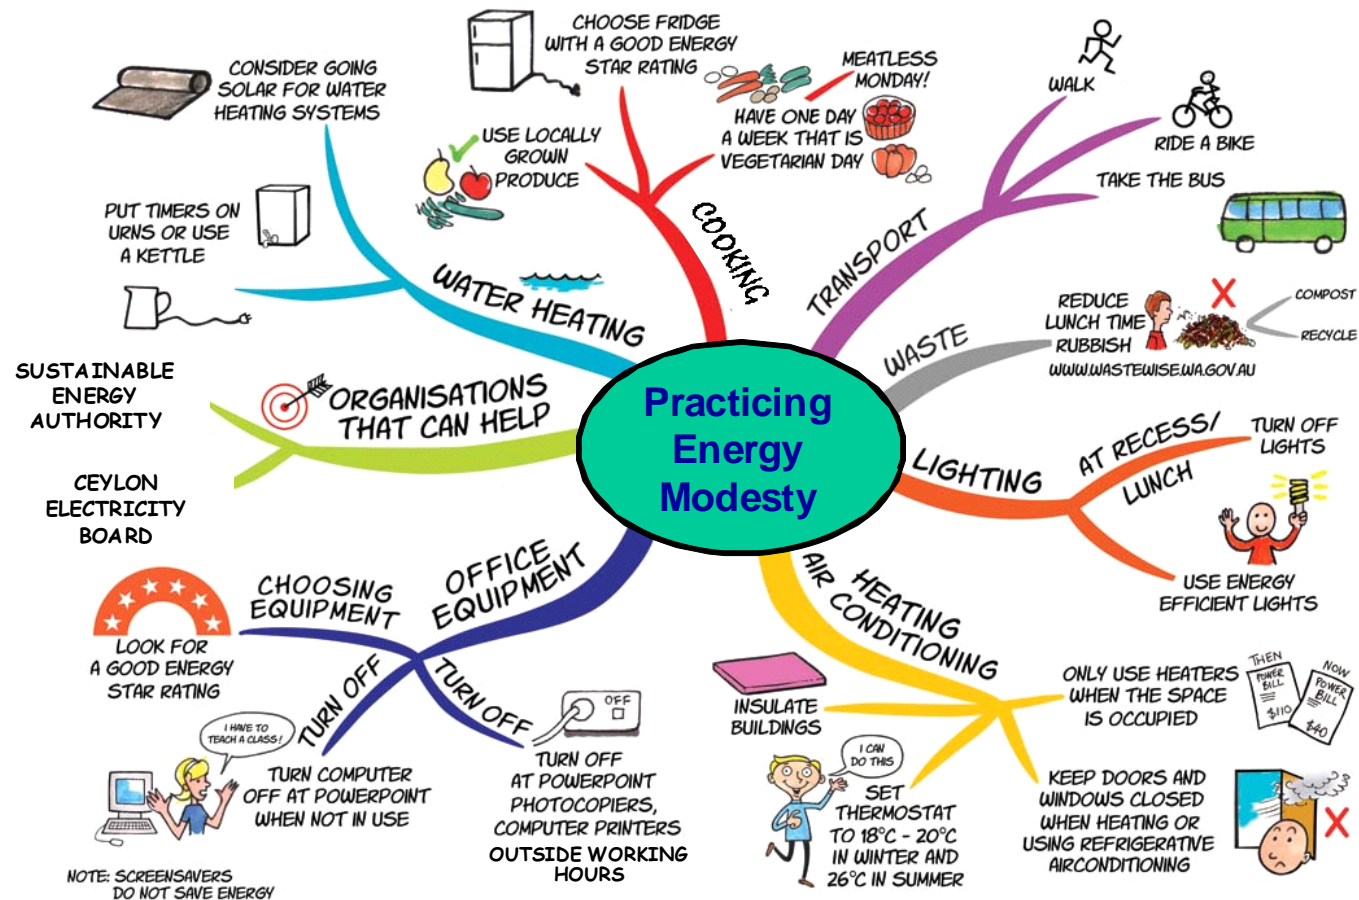 Practicing
Energy
Modesty
COOKING
CHOOSE FRIDGE
WITH A GOOD ENERGY
STAR RATING
USE LOCALLY
GROWN
PRODUCE
MEATLESS
MONDAY!
HAVE ONE DAY
A WEEK THAT IS
VEGETARIAN DAY
TRANSPORT
WALK
RIDE A BIKE
TAKE THE BUS
WASTE
REDUCE
LUNCH TIME
RUBBISH
WWW.WASTEWISE.WA.GOV.AU
COMPOST
RECYCLE
LIGHTING
AT RECESS/
LUNCH
TURN OFF
LIGHTS
USE ENERGY
EFFICIENT LIGHTS
HEATING
AIR CONDITIONING
ONLY USE HEATERS
WHEN THE SPACE
IS OCCUPIED
THEN
POWER
BILL
$110
NOW
POWER
BILL
$40
KEEP DOORS AND
WINDOWS CLOSED
WHEN HEATING OR
USING REFRIGERATIVE
AIRCONDITIONING
I CAN
DO THIS
SET
THERMOSTAT
TO 18°C - 20°C
IN WINTER AND
26°C IN SUMMER
INSULATE
BUILDINGS
OFFICE
EQUIPMENT
TURN OFF
OFF
TURN OFF
AT POWERPOINT
PHOTOCOPIERS,
COMPUTER PRINTERS
OUTSIDE WORKING
HOURS
TURN OFF
I HAVE TO
TEACH A CLASS!
TURN COMPUTER
OFF AT POWERPOINT
WHEN NOT IN USE
NOTE: SCREENSAVERS
DO NOT SAVE ENERGY
CHOOSING
EQUIPMENT
LOOK FOR
A GOOD ENERGY
STAR RATING
ORGANISATIONS
THAT CAN HELP
SUSTAINABLE
ENERGY
AUTHORITY
CEYLON
ELECTRICITY
BOARD
WATER HEATING
PUT TIMERS ON
URNS OR USE
A KETTLE
CONSIDER GOING
SOLAR FOR WATER
HEATING SYSTEMS